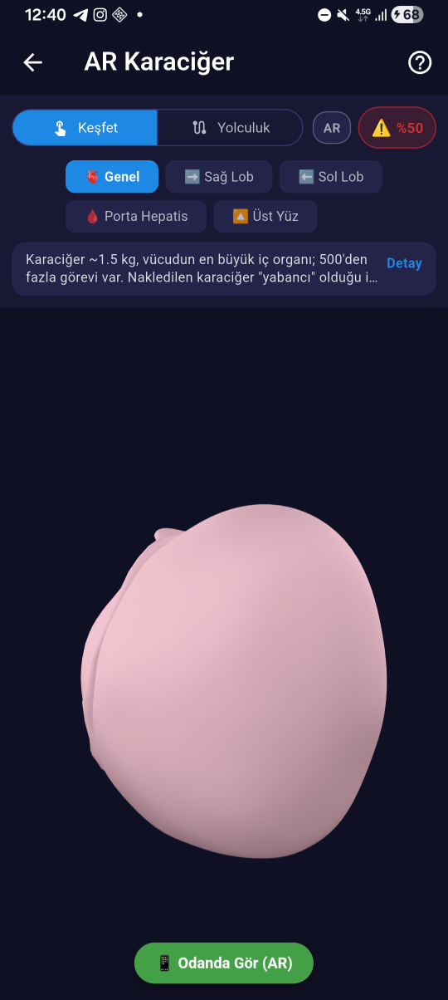 12:40
4.5G
68
AR Karaciğer
Keşfet
Yolculuk
AR
%50
Genel
Sağ Lob
Sol Lob
Porta Hepatis
Üst Yüz
Karaciğer ~1.5 kg, vücudun en büyük iç organı; 500'den
fazla görevi var. Nakledilen karaciğer "yabancı" olduğu i…
Detay
Odanda Gör (AR)